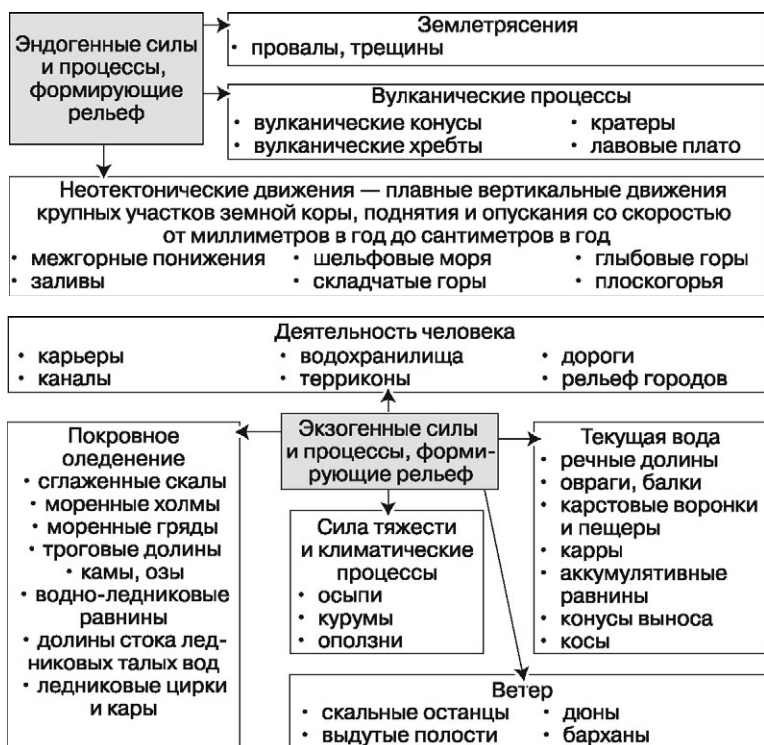 Эндогенные силы
и процессы,
формирующие
рельеф
Землетрясения
• провалы, трещины
Вулканические процессы
• вулканические конусы
• вулканические хребты
• кратеры
• лавовые плато
Неотектонические движения — плавные вертикальные движения
крупных участков земной коры, поднятия и опускания со скоростью
от миллиметров в год до сантиметров в год
• межгорные понижения
• заливы
• шельфовые моря
• складчатые горы
• глыбовые горы
• плоскогорья
Деятельность человека
• карьеры
• каналы
• водохранилища
• терриконы
• дороги
• рельеф городов
Экзогенные силы
и процессы, форми-
рующие рельеф
Покровное
оледенение
• сглаженные скалы
• моренные холмы
• моренные гряды
• троговые долины
• камы, озы
• водно-ледниковые
равнины
• долины стока лед-
никовых талых вод
• ледниковые цирки
и кары
Сила тяжести
и климатические
процессы
• осыпи
• курумы
• оползни
Текущая вода
• речные долины
• овраги, балки
• карстовые воронки
и пещеры
• карры
• аккумулятивные
равнины
• конусы выноса
• косы
Ветер
• скальные останцы
• выдутые полости
• дюны
• барханы